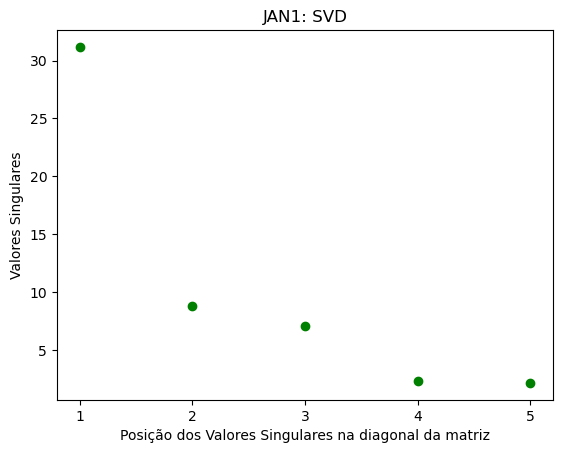 JAN1: SVD
Valores Singulares
30
25
20
15
10
5
1 2 3 4 5
Posição dos Valores Singulares na diagonal da matriz